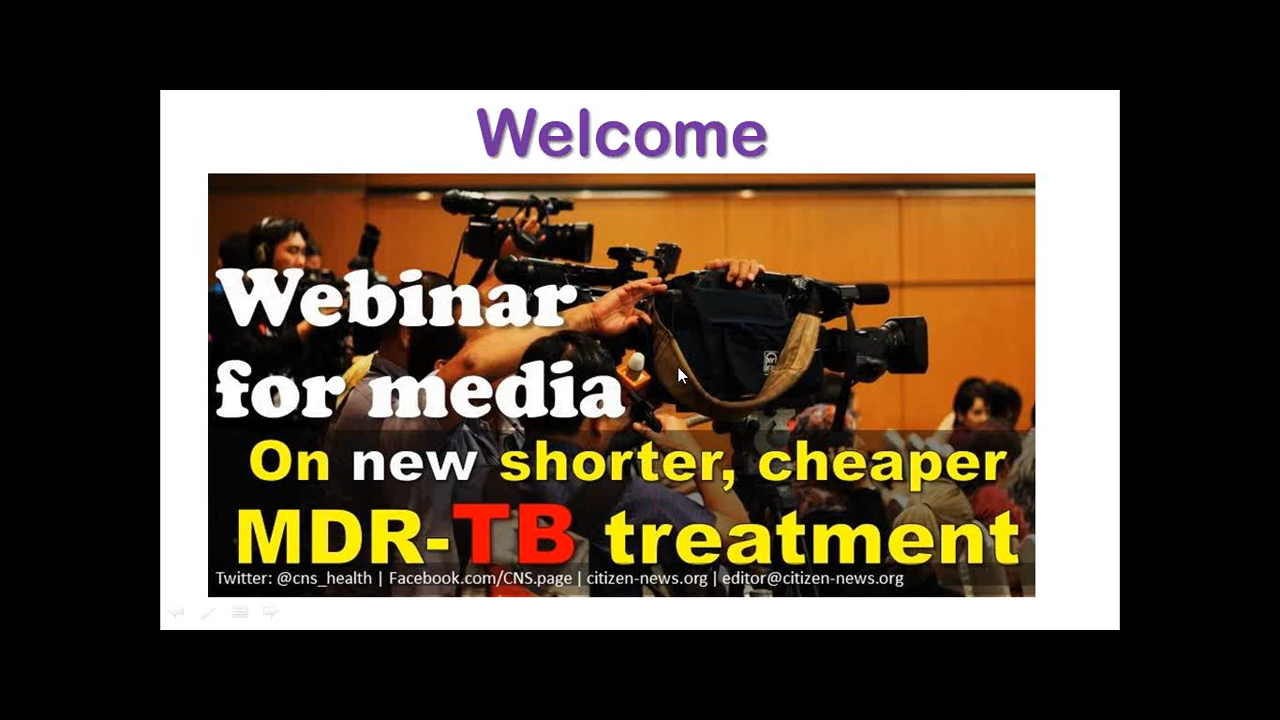 Welcome
Webinar
for media
On new shorter, cheaper
MDR-TB treatment
Twitter: @cns_health | Facebook.com/CNS.page | citizen-news.org | editor@citizen-news.org